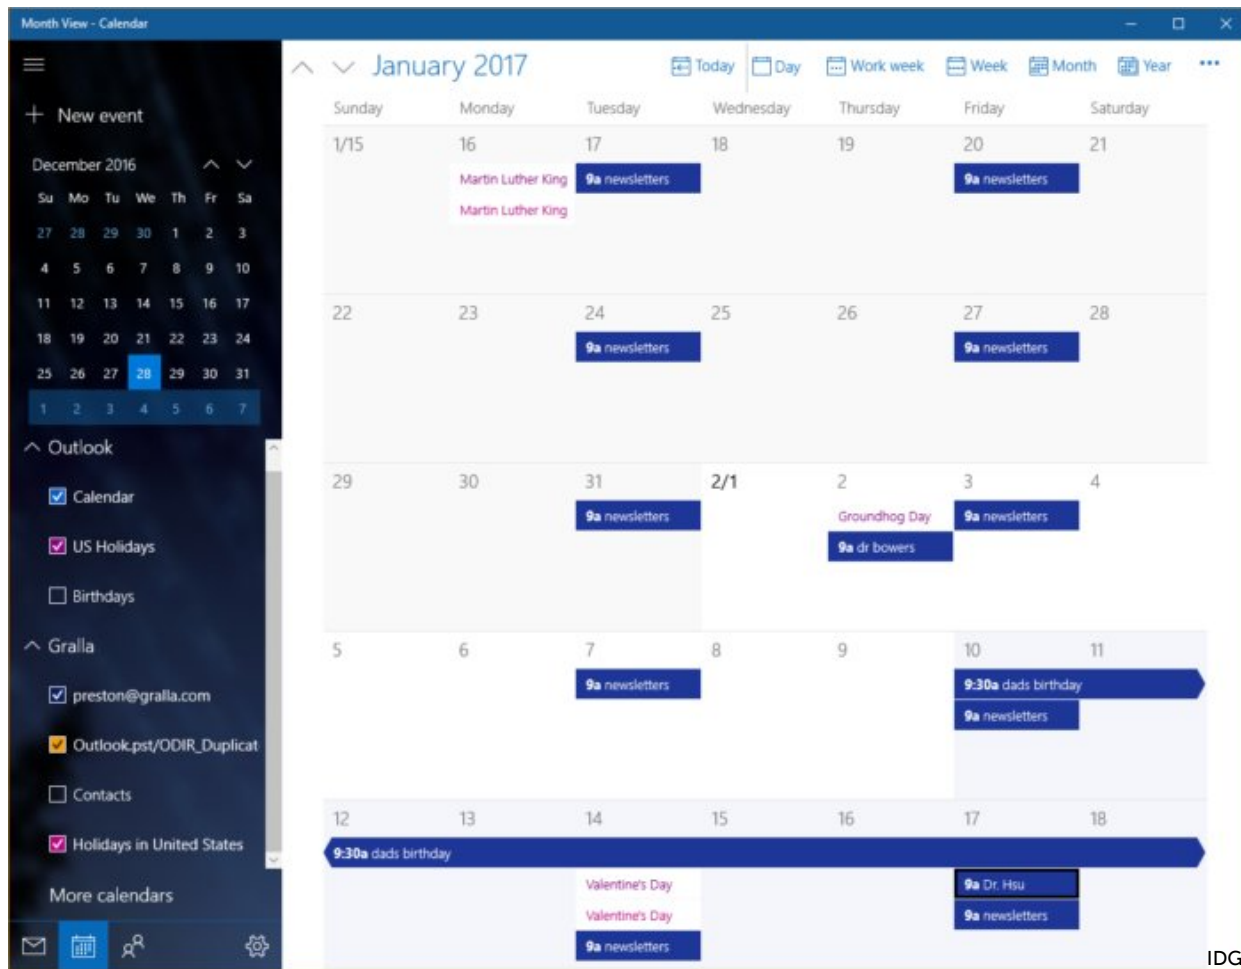 Month View - Calendar
January 2017
Today Day Work week Week Month Year
New event
December 2016
Su Mo Tu We Th Fr Sa
27 28 29 30 1 2 3
4 5 6 7 8 9 10
11 12 13 14 15 16 17
18 19 20 21 22 23 24
25 26 27 28 29 30 31
1 2 3 4 5 6 7
Outlook
Calendar
US Holidays
Birthdays
Gralla
preston@gralla.com
Outlook.pst/ODIR_Duplicat
Contacts
Holidays in United States
More calendars
Sunday Monday Tuesday Wednesday Thursday Friday Saturday
1/15 16 17 18 19 20 21
Martin Luther King 9a newsletters 9a newsletters
Martin Luther King
22 23 24 25 26 27 28
9a newsletters 9a newsletters
29 30 31 2/1 2 3 4
9a newsletters Groundhog Day 9a newsletters
9a dr bowers
5 6 7 8 9 10 11
9a newsletters 9:30a dads birthday
9a newsletters
12 13 14 15 16 17 18
9:30a dads birthday
Valentine's Day 9a Dr. Hsu
Valentine's Day 9a newsletters
9a newsletters
IDG